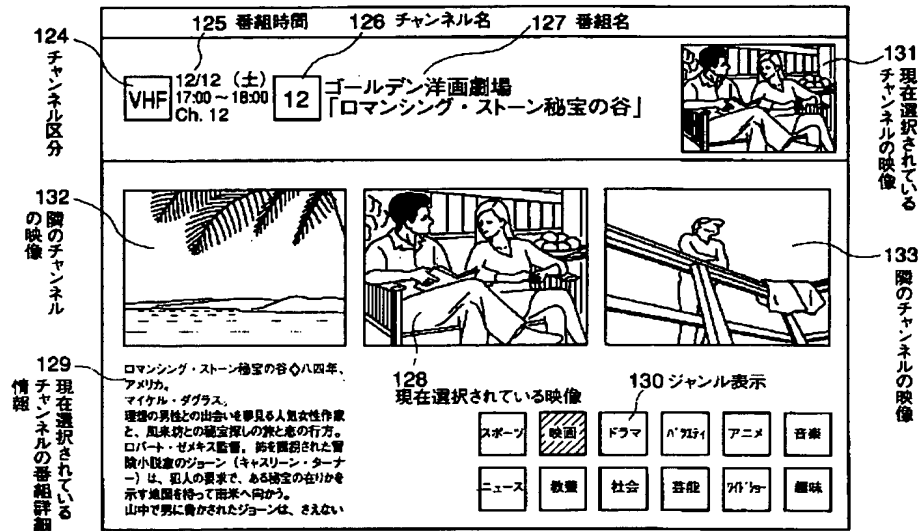 125 番組時間
126 チャンネル名
127 番組名
124
チャンネル区分
VHF
12/12 (土)
17:00~18:00
Ch. 12
12
ゴールデン洋画劇場
「ロマンシング・ストーン秘宝の谷」
131
現在選択されている
チャンネルの映像
132
隣のチャンネル
の映像
133
隣のチャンネルの映像
128
現在選択されている映像
129
現在選択されている
チャンネルの番組詳細
情報
ロマンシング・ストーン秘宝の谷◇八四年、
アメリカ。
マイケル・ダグラス。
理想の男性との出会いを夢見る人気女性作家
と、風来坊との秘宝探しの旅と恋の行方。
ロバート・ゼメキス監督。姉を誘拐された冒
険小説家のジョーン(キャスリーン・ターナ
ー)は、犯人の要求で、ある秘宝の在りかを
示す地図を持って南米へ向かう。
山中で男に脅かされたジョーンは、さえない
130 ジャンル表示
スポーツ
映画
ドラマ
バラエティ
アニメ
音楽
ニュース
教養
社会
芸能
ワイドショー
趣味